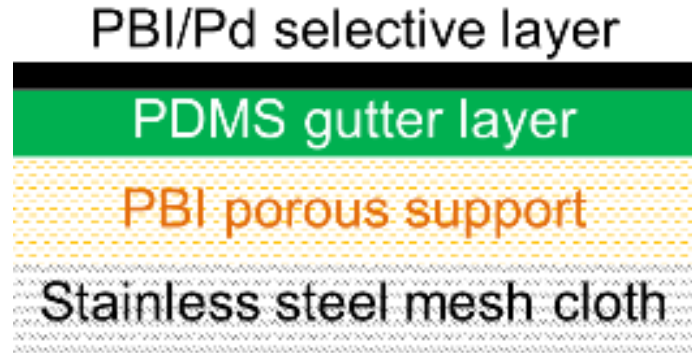 PBI/Pd selective layer
PDMS gutter layer
PBI porous support
Stainless steel mesh cloth